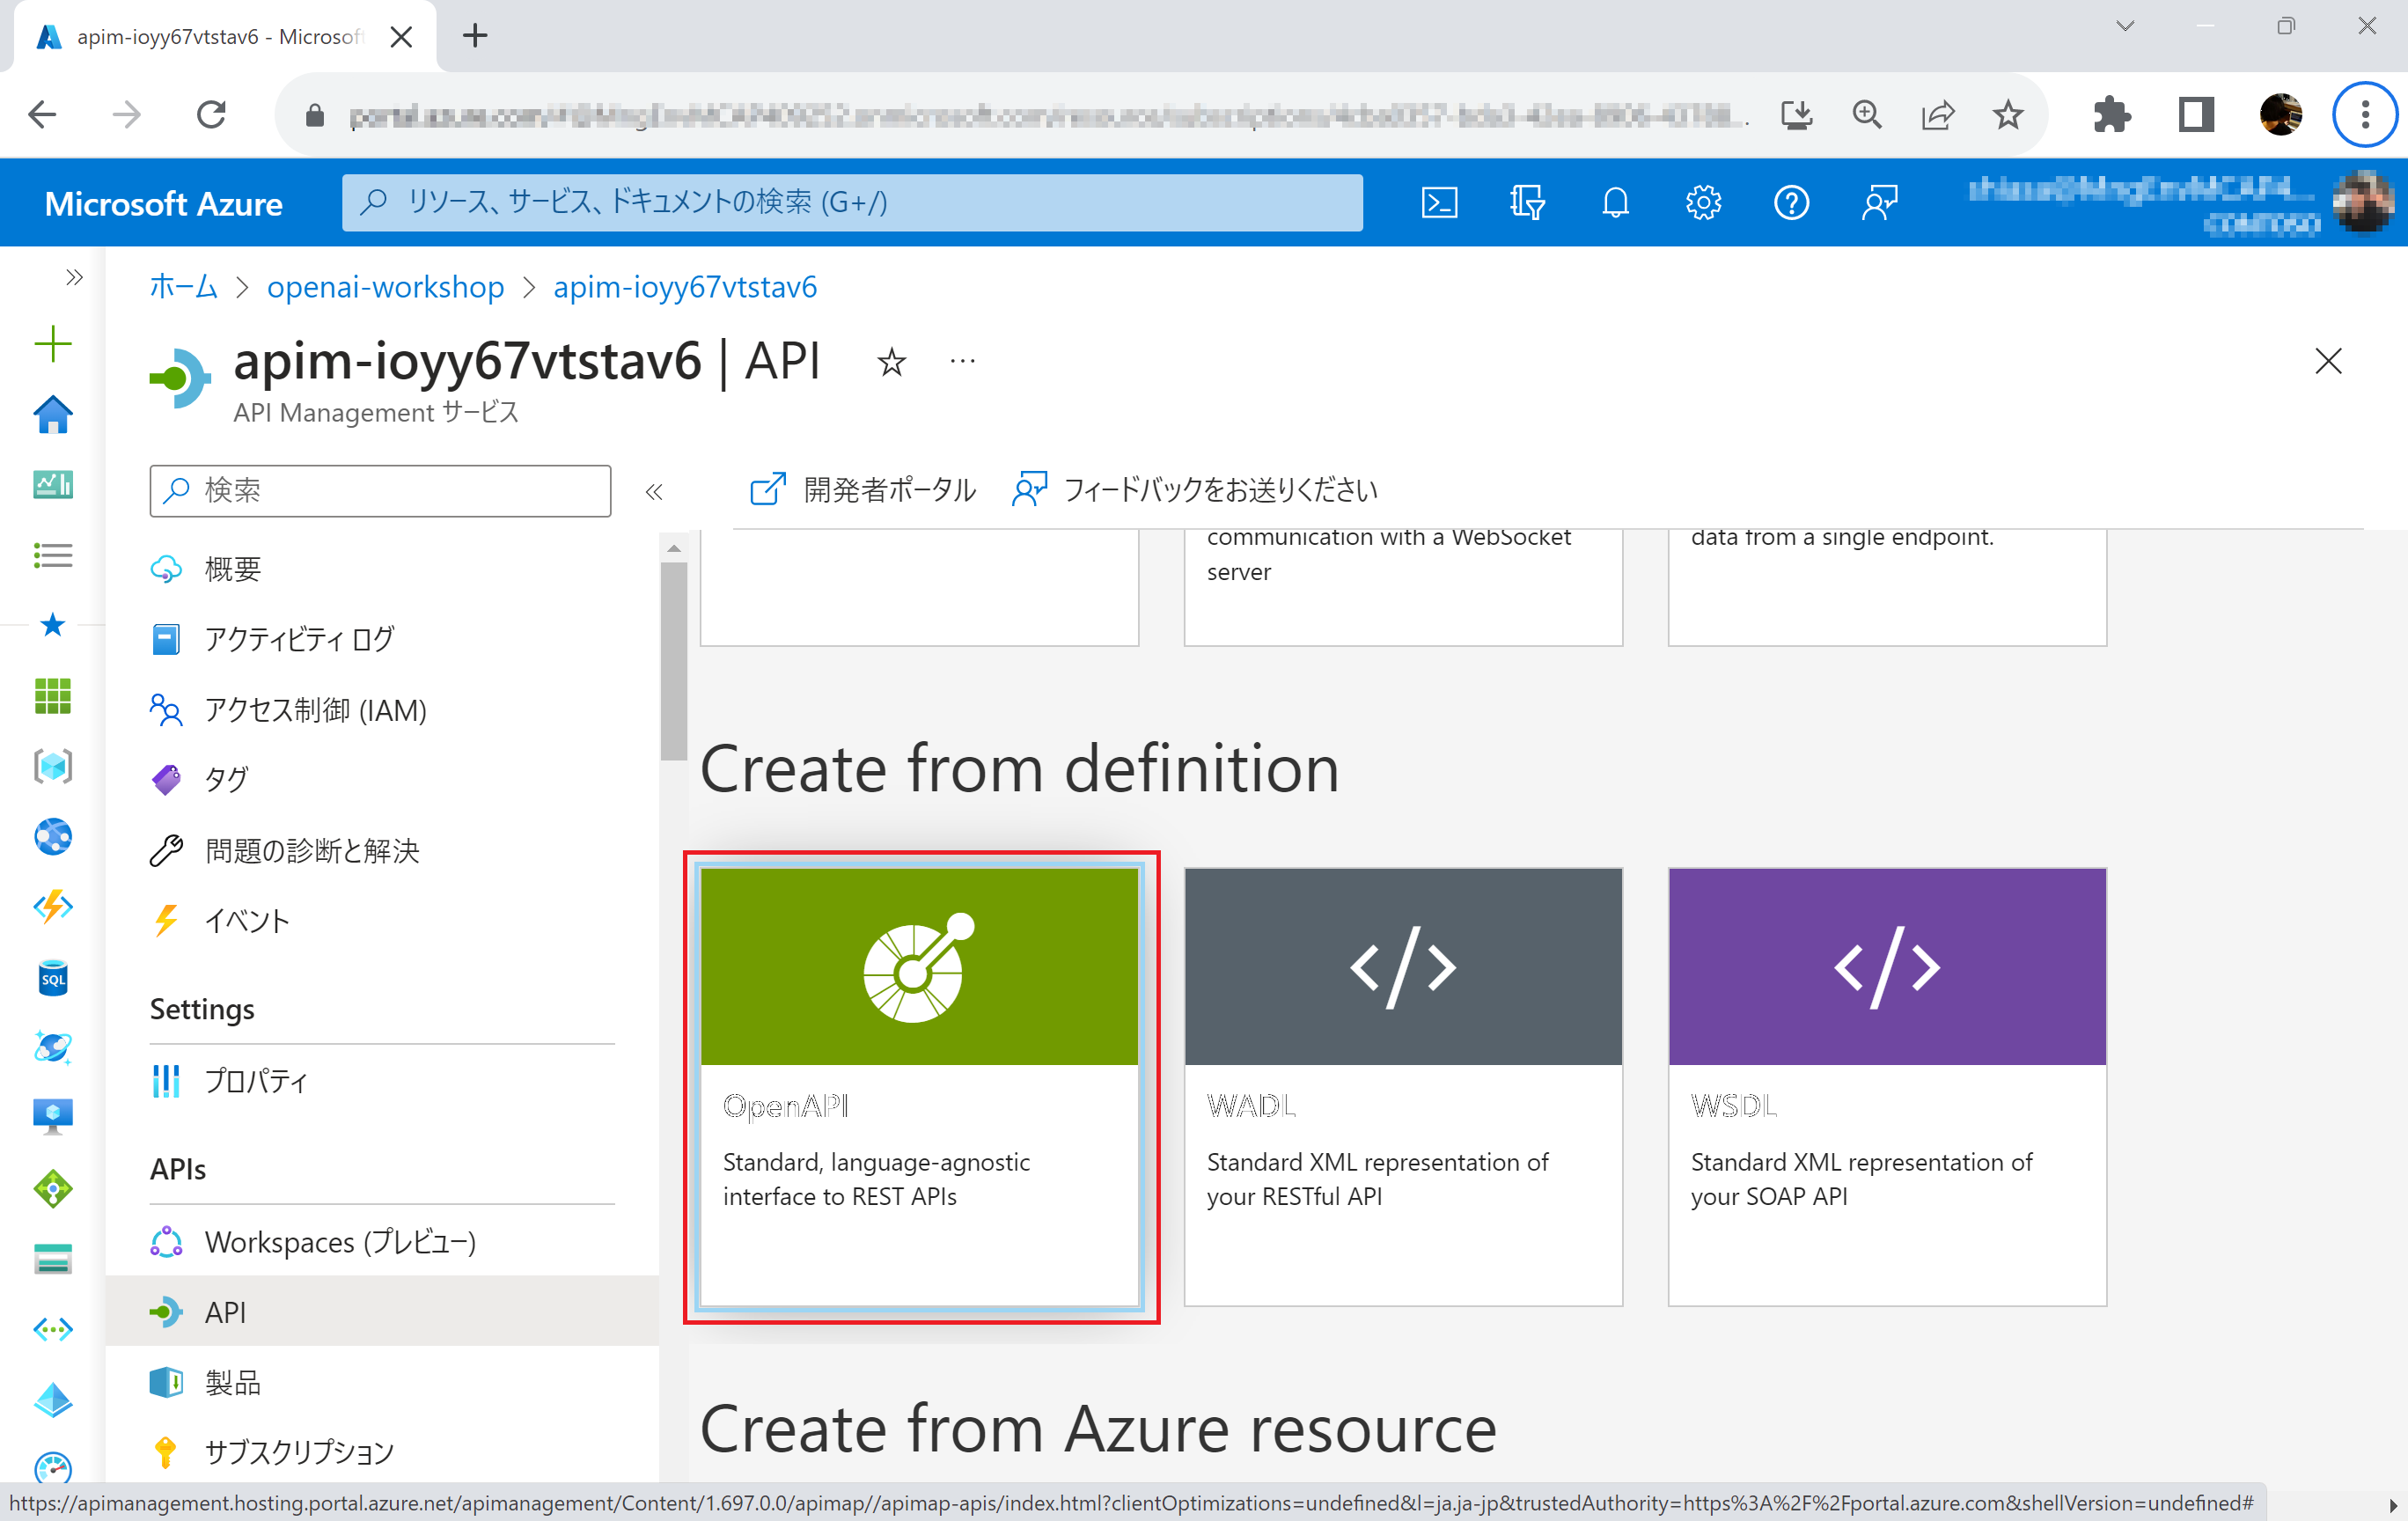 apim-ioyy67vtstav6 - Microsof
Microsoft Azure
リソース、サービス、ドキュメントの検索 (G+/)
ホーム > openai-workshop > apim-ioyy67vtstav6
apim-ioyy67vtstav6 | API
API Management サービス
検索
開発者ポータル
フィードバックをお送りください
概要
アクティビティ ログ
アクセス制御 (IAM)
タグ
問題の診断と解決
イベント
Settings
プロパティ
APIs
Workspaces (プレビュー)
API
製品
サブスクリプション
SQL
communication with a WebSocket
server
data from a single endpoint.
Create from definition
OpenAPI
Standard, language-agnostic
interface to REST APIs
WADL
Standard XML representation of
your RESTful API
WSDL
Standard XML representation of
your SOAP API
Create from Azure resource
https://apimanagement.hosting.portal.azure.net/apimanagement/Content/1.697.0.0/apimap//apimap-apis/index.html?clientOptimizations=undefined&l=ja.ja-jp&trustedAuthority=https%3A%2F%2Fportal.azure.com&shellVersion=undefined#